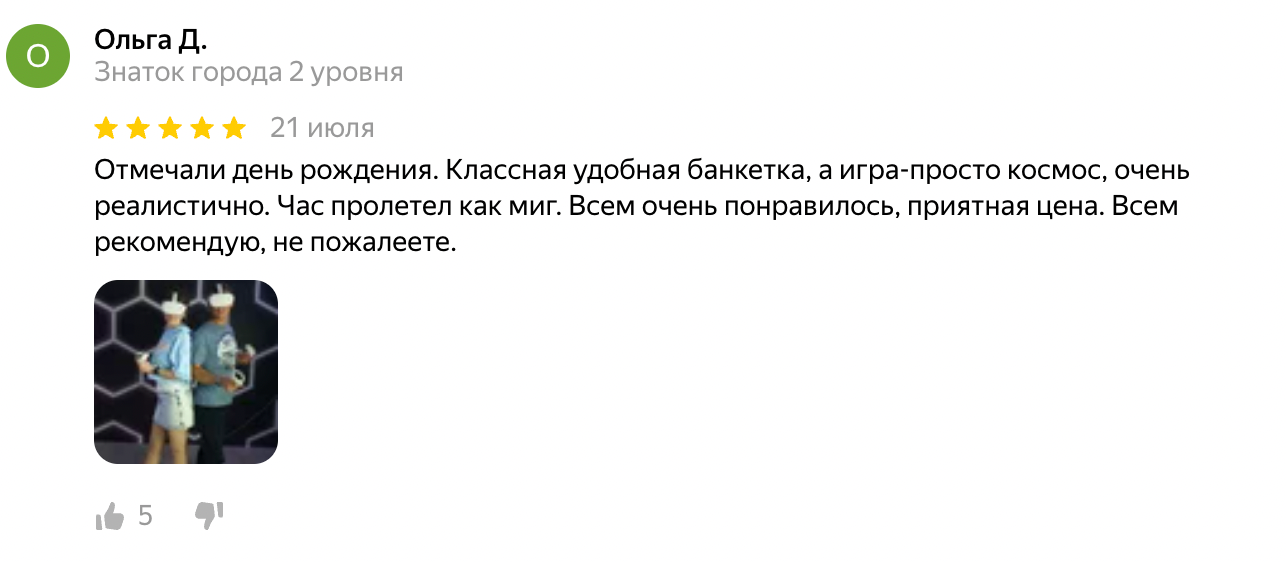 О
Ольга Д.
Знаток города 2 уровня
21 июля
Отмечали день рождения. Классная удобная банкетка, а игра-просто космос, очень
реалистично. Час пролетел как миг. Всем очень понравилось, приятная цена. Всем
рекомендую, не пожалеете.
5